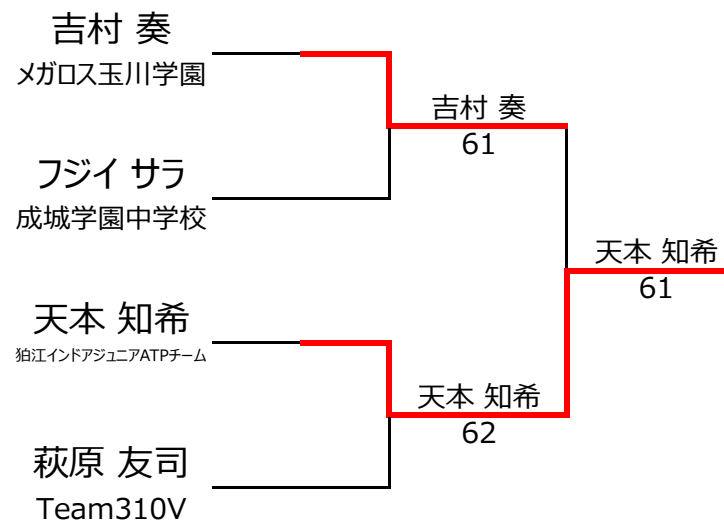 吉村 奏
メガロス玉川学園
吉村 奏
61
フジイ サラ
成城学園中学校
天本 知希
61
天本 知希
狛江インドアジュニアATPチーム
天本 知希
62
萩原 友司
Team310V